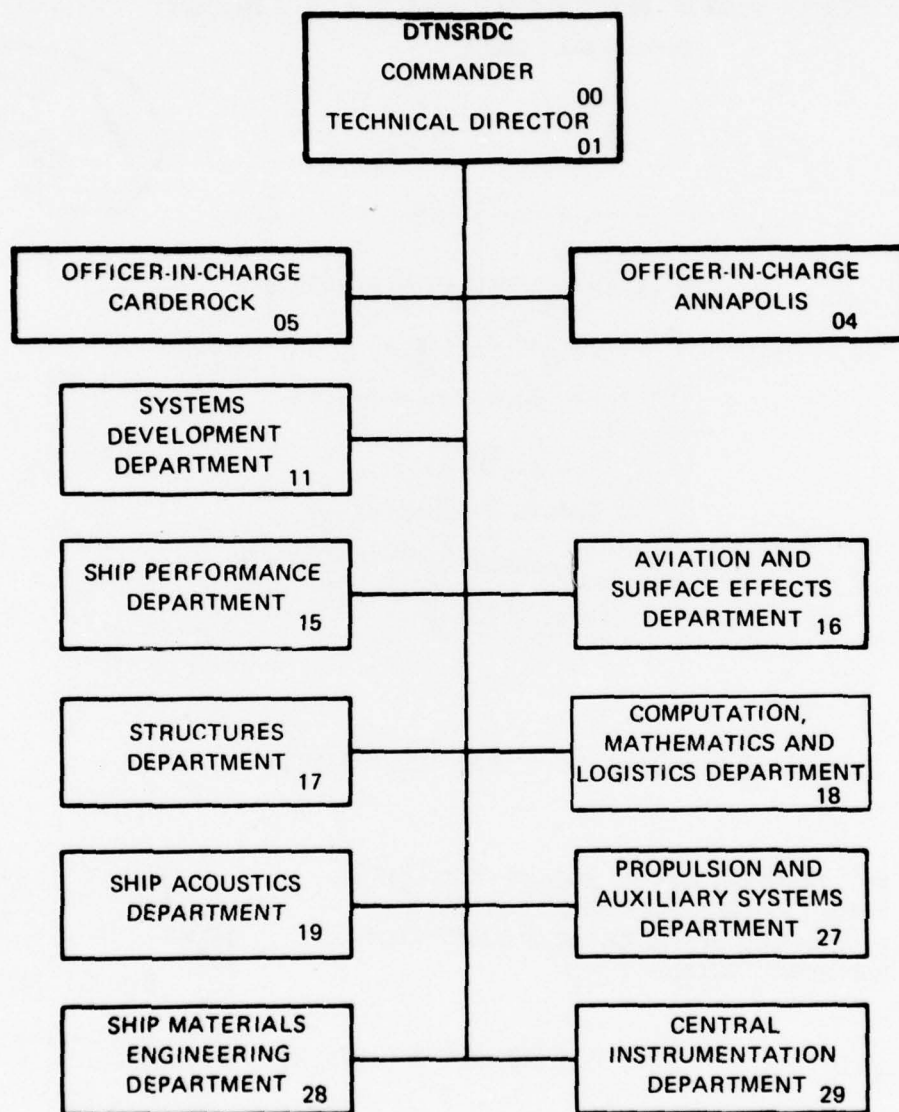 DTNSRDC
COMMANDER
00
TECHNICAL DIRECTOR
01
OFFICER-IN-CHARGE
CARDEROCK
05
OFFICER-IN-CHARGE
ANNAPOLIS
04
SYSTEMS
DEVELOPMENT
DEPARTMENT
11
SHIP PERFORMANCE
DEPARTMENT
15
AVIATION AND
SURFACE EFFECTS
DEPARTMENT
16
STRUCTURES
DEPARTMENT
17
COMPUTATION,
MATHEMATICS AND
LOGISTICS DEPARTMENT
18
SHIP ACOUSTICS
DEPARTMENT
19
PROPULSION AND
AUXILIARY SYSTEMS
DEPARTMENT
27
SHIP MATERIALS
ENGINEERING
DEPARTMENT
28
CENTRAL
INSTRUMENTATION
DEPARTMENT
29